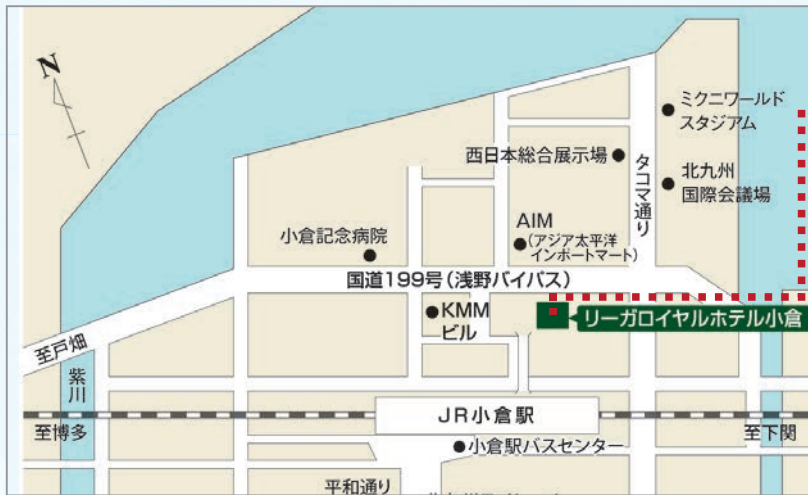 N
ミクニワールド
スタジアム
西日本総合展示場
タコマ通り
北九州
国際会議場
小倉記念病院
AIM
(アジア太平洋
インポートマート)
国道199号(浅野バイパス)
KMM
ビル
リーガロイヤルホテル小倉
至戸畑
紫川
JR小倉駅
至博多
至下関
小倉駅バスセンター
平和通り